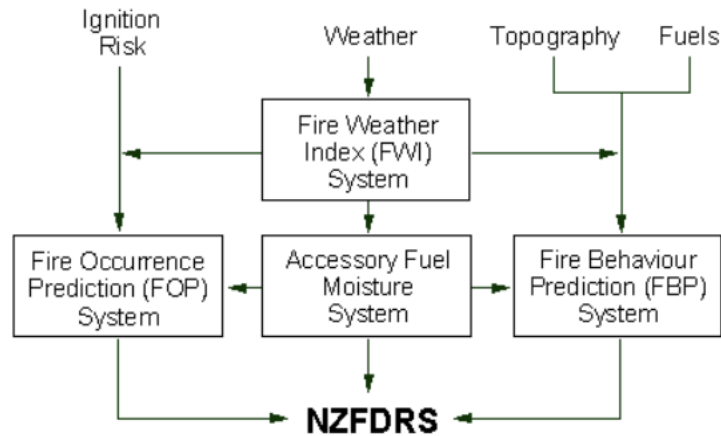 Ignition
Risk
Weather
Topography
Fuels
Fire Weather
Index (FWI)
System
Fire Occurrence
Prediction (FOP)
System
Accessory Fuel
Moisture
System
Fire Behaviour
Prediction (FBP)
System
NZFDRS